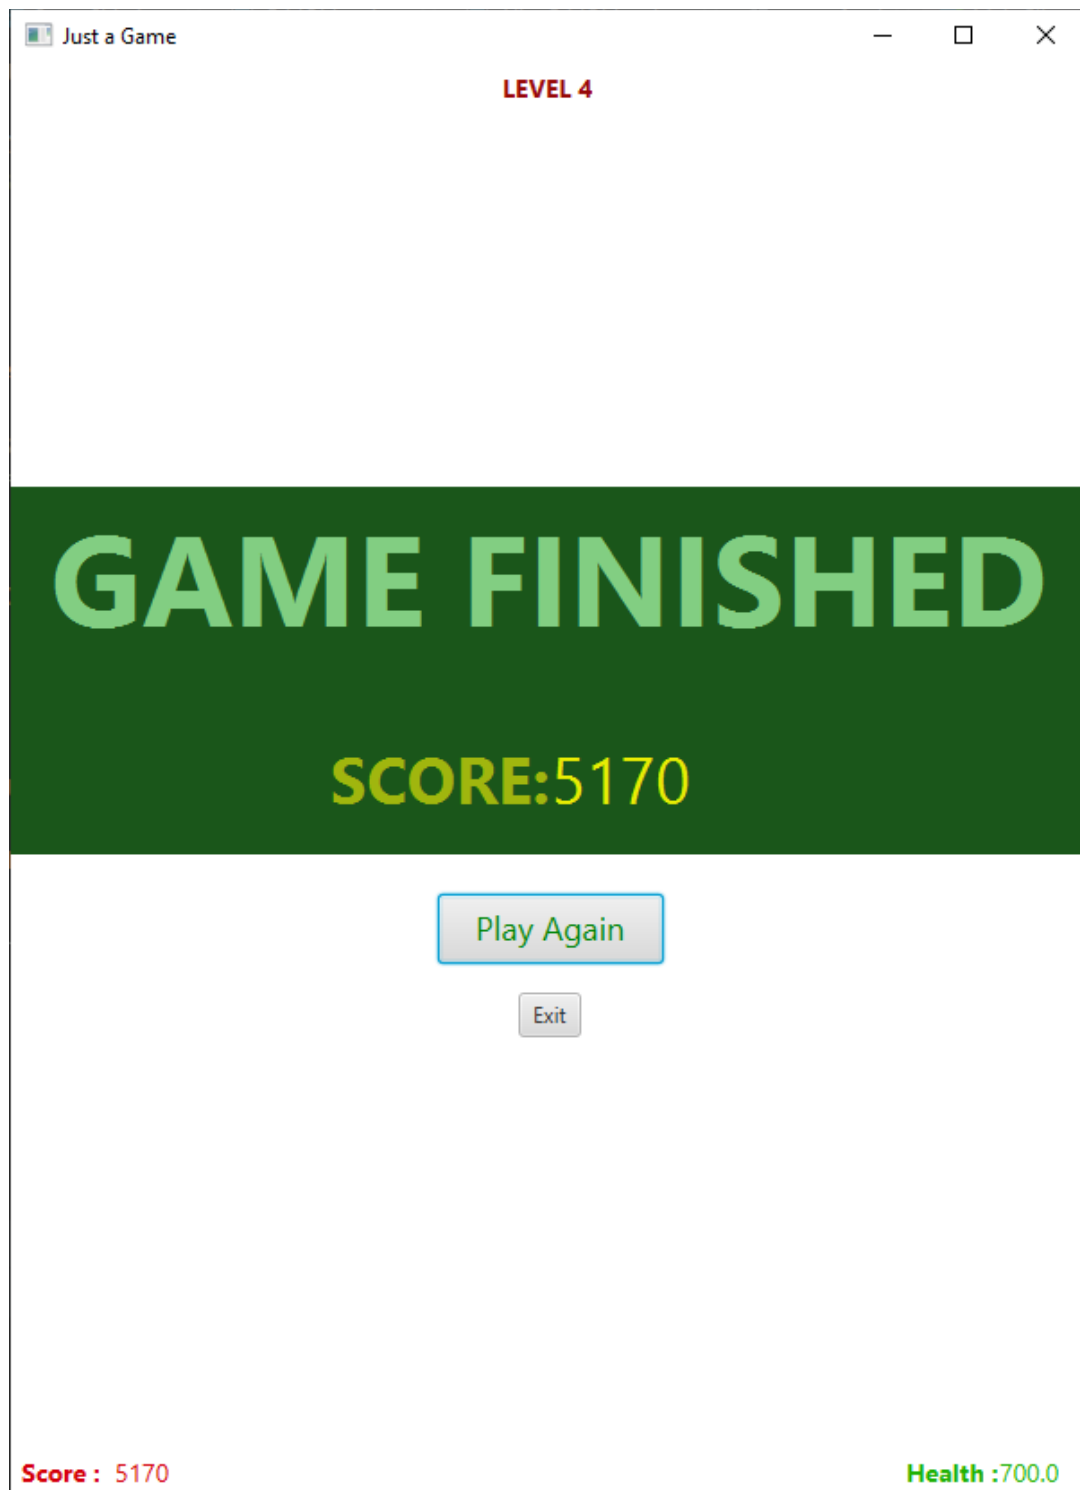 Just a Game
LEVEL 4
GAME FINISHED
SCORE:5170
Play Again
Exit
Score : 5170
Health :700.0